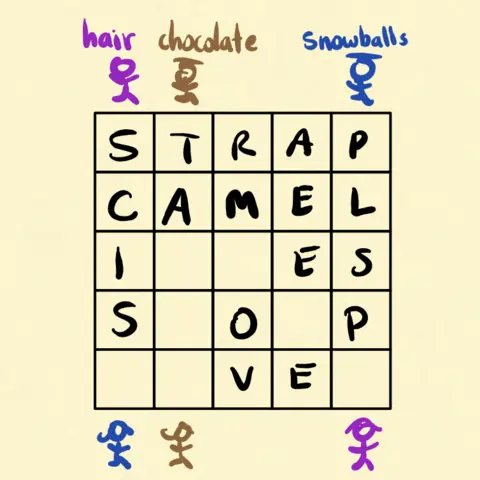 hair chocolate Snowballs
S T R A P
C A M E L
I E S
S O P
V E